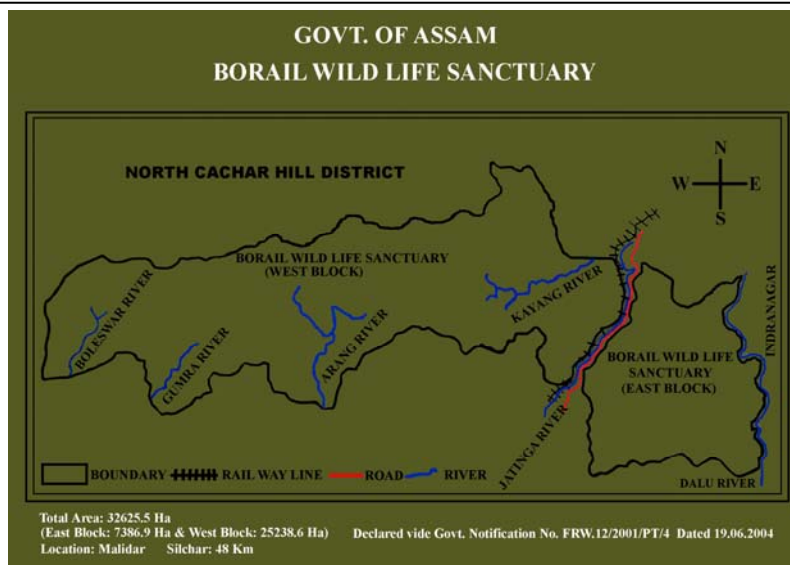 GOVT. OF ASSAM
BORAIL WILD LIFE SANCTUARY
NORTH CACHAR HILL DISTRICT
N
W E
S
BORAIL WILD LIFE SANCTUARY
(WEST BLOCK)
BOLESWAR RIVER
GUMRA RIVER
ARANG RIVER
KAYANG RIVER
JATINGA RIVER
BORAIL WILD LIFE
SANCTUARY
(EAST BLOCK)
INDRANAGAR
DALU RIVER
BOUNDARY RAIL WAY LINE ROAD RIVER
Total Area: 32625.5 Ha
(East Block: 7386.9 Ha & West Block: 25238.6 Ha) Declared vide Govt. Notification No. FRW.12/2001/PT/4 Dated 19.06.2004
Location: Malidar Silchar: 48 Km